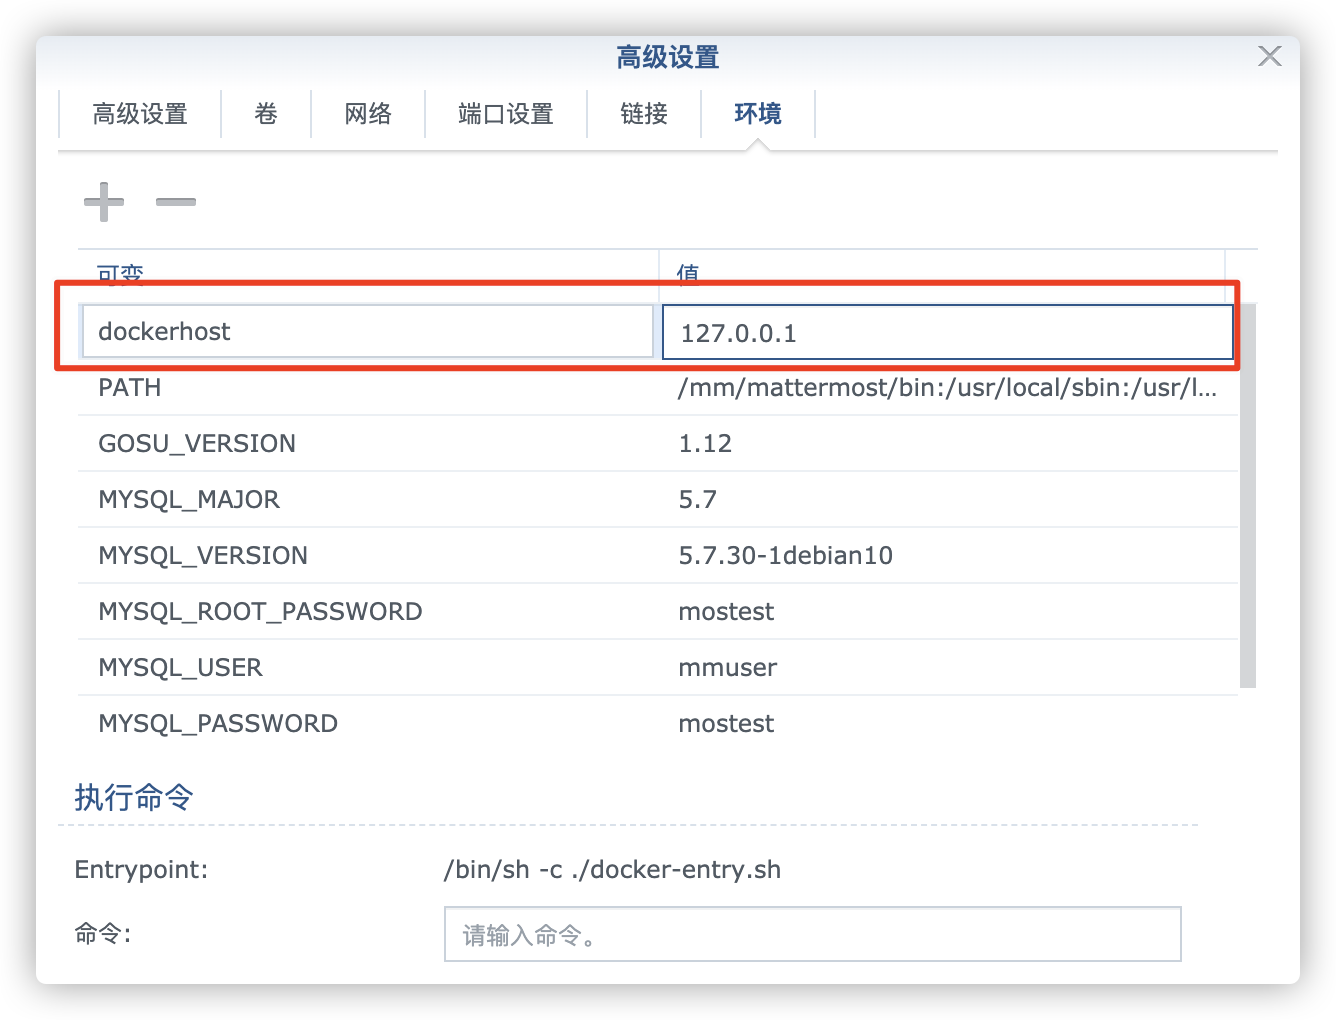 高级设置
高级设置 卷 网络 端口设置 链接 环境
可变 值
dockerhost 127.0.0.1
PATH /mm/mattermost/bin:/usr/local/sbin:/usr/l...
GOSU_VERSION 1.12
MYSQL_MAJOR 5.7
MYSQL_VERSION 5.7.30-1debian10
MYSQL_ROOT_PASSWORD mostest
MYSQL_USER mmuser
MYSQL_PASSWORD mostest
执行命令
Entrypoint: /bin/sh -c ./docker-entry.sh
命令: 请输入命令。